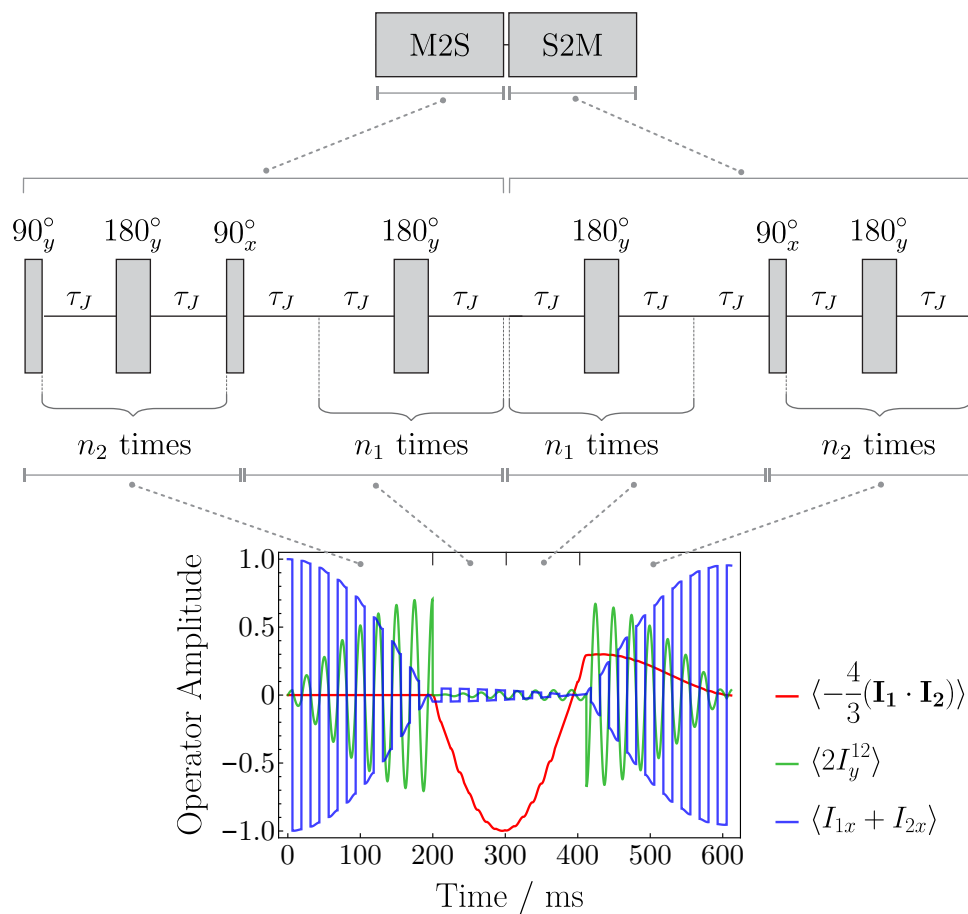 M2S S2M
90°y 180°y 90°x 180°y 180°y 90°x 180°y
τJ τJ τJ τJ τJ τJ τJ τJ τJ τJ
n2 times n1 times n1 times n2 times
Operator Amplitude
1.0
0.5
0
−0.5
−1.0
0 100 200 300 400 500 600
Time / ms
⟨−4/3(I1 · I2)⟩
⟨2I12y⟩
⟨I1x + I2x⟩